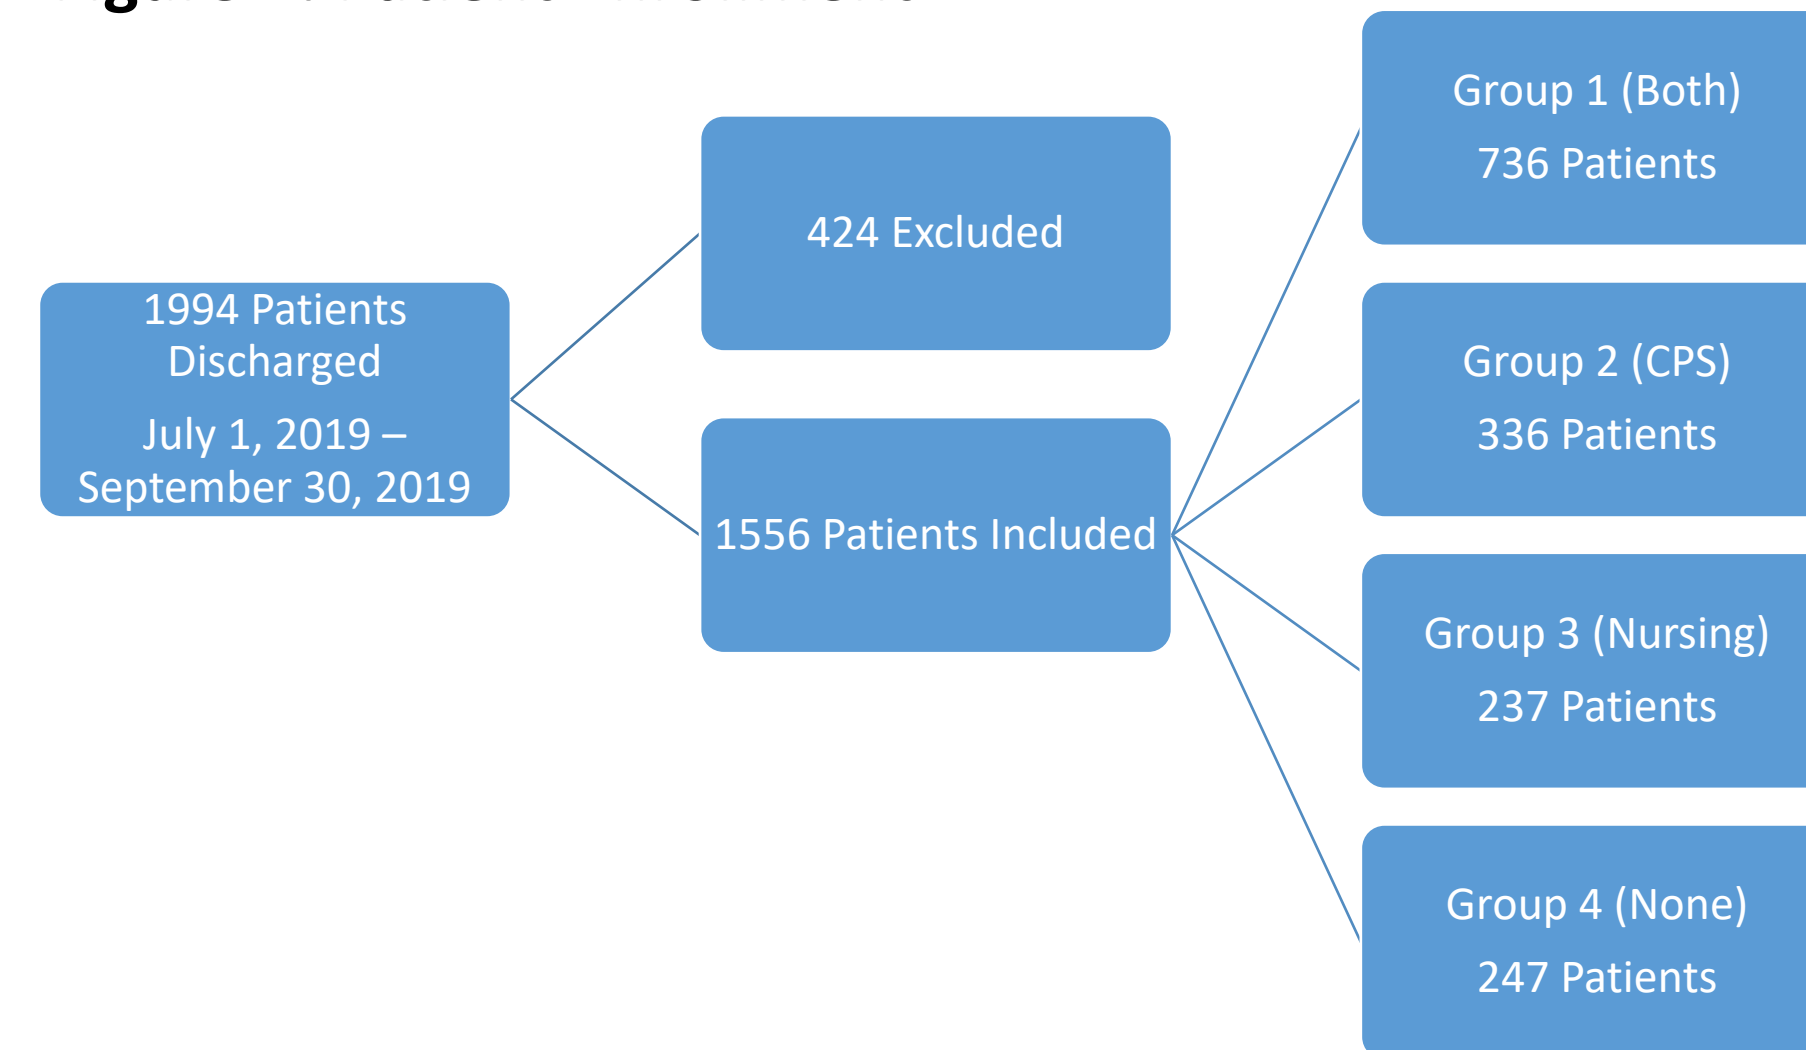 1994 Patients
Discharged
July 1, 2019 –
September 30, 2019
424 Excluded
1556 Patients Included
Group 1 (Both)
736 Patients
Group 2 (CPS)
336 Patients
Group 3 (Nursing)
237 Patients
Group 4 (None)
247 Patients